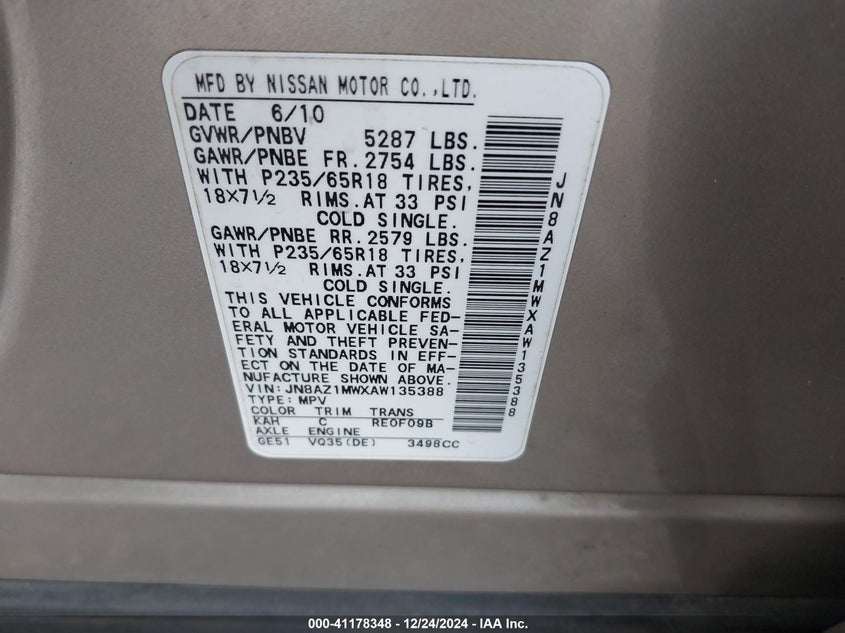 MFD BY NISSAN MOTOR CO.,LTD.
DATE 6/10
GVWR/PNBV 5287 LBS.
GAWR/PNBE FR. 2754 LBS.
WITH P235/65R18 TIRES,
18X7½ RIMS. AT 33 PSI
COLD SINGLE.
GAWR/PNBE RR. 2579 LBS.
WITH P235/65R18 TIRES,
18X7½ RIMS. AT 33 PSI
COLD SINGLE.
THIS VEHICLE CONFORMS
TO ALL APPLICABLE FED-
ERAL MOTOR VEHICLE SA-
FETY AND THEFT PREVEN-
TION STANDARDS IN EFF-
ECT ON THE DATE OF MA-
NUFACTURE SHOWN ABOVE.
VIN:JN8AZ1MWXAW135388
TYPE: MPV
COLOR TRIM TRANS
KAH C RE0F09B
AXLE ENGINE
GE51 VQ35(DE) 3498CC
JN8AZ1MWXAW135388
000-41178348 - 12/24/2024 - IAA Inc.